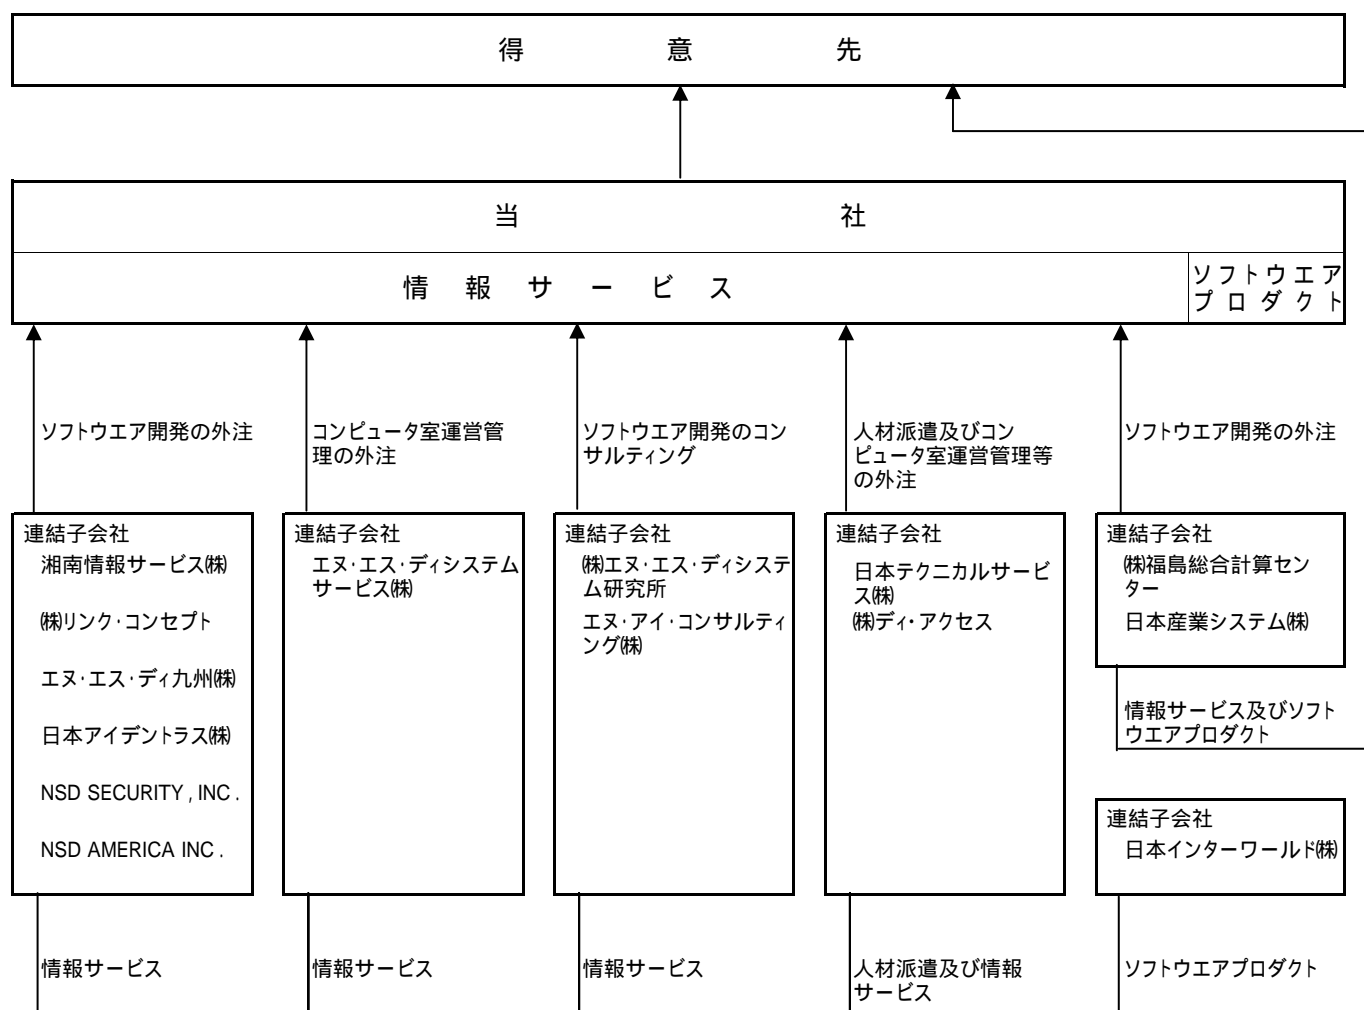 得意先
当社
情報サービス
ソフトウエア
プロダクト
ソフトウエア開発の外注
コンピュータ室運営管
理の外注
ソフトウエア開発のコン
サルティング
人材派遣及びコン
ピュータ室運営管理等
の外注
ソフトウエア開発の外注
連結子会社
湘南情報サービス㈱
㈱リンク・コンセプト
エヌ・エス・ディ九州㈱
日本アイデントラス㈱
NSD SECURITY , INC .
NSD AMERICA INC .
連結子会社
エヌ・エス・ディシステム
サービス㈱
連結子会社
㈱エヌ・エス・ディシステ
ム研究所
エヌ・アイ・コンサルティ
ング㈱
連結子会社
日本テクニカルサービ
ス㈱
㈱ディ・アクセス
連結子会社
㈱福島総合計算セン
ター
日本産業システム㈱
情報サービス及びソフト
ウエアプロダクト
連結子会社
日本インターワールド㈱
情報サービス
情報サービス
情報サービス
人材派遣及び情報
サービス
ソフトウエアプロダクト